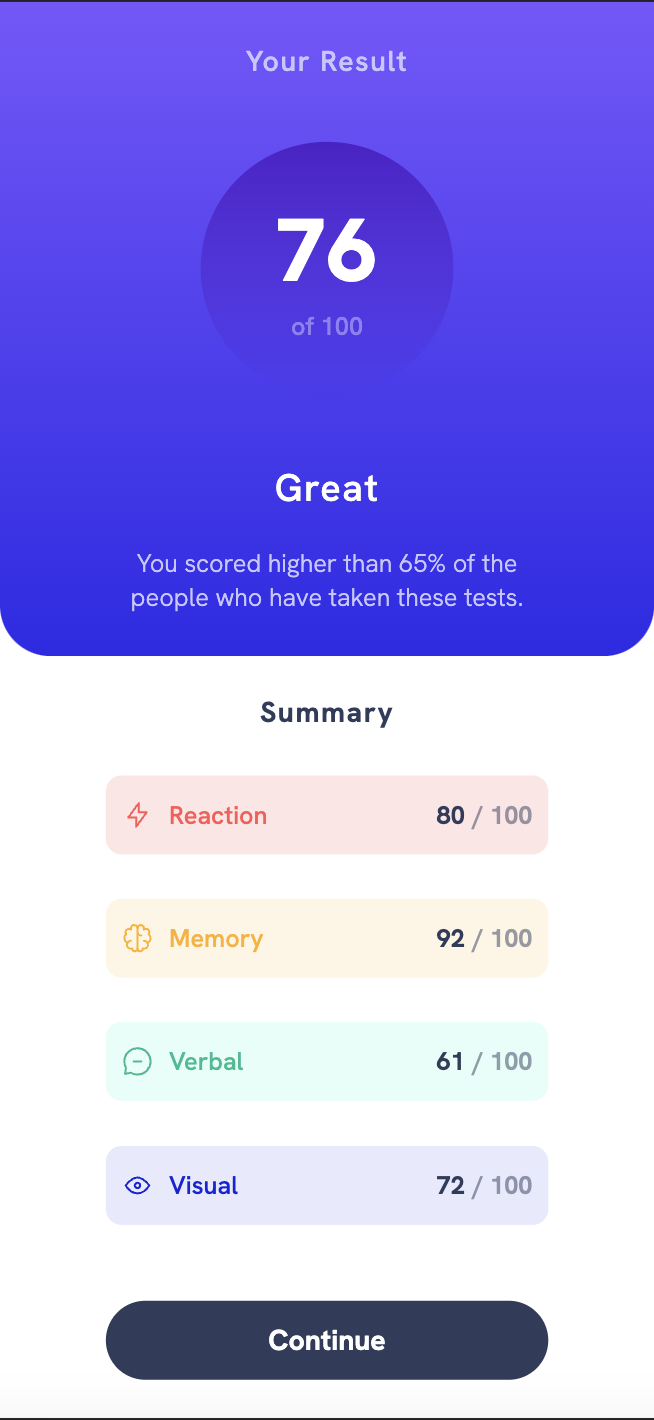 Your Result
76
of 100
Great
You scored higher than 65% of the
people who have taken these tests.
Summary
Reaction 80 / 100
Memory 92 / 100
Verbal 61 / 100
Visual 72 / 100
Continue